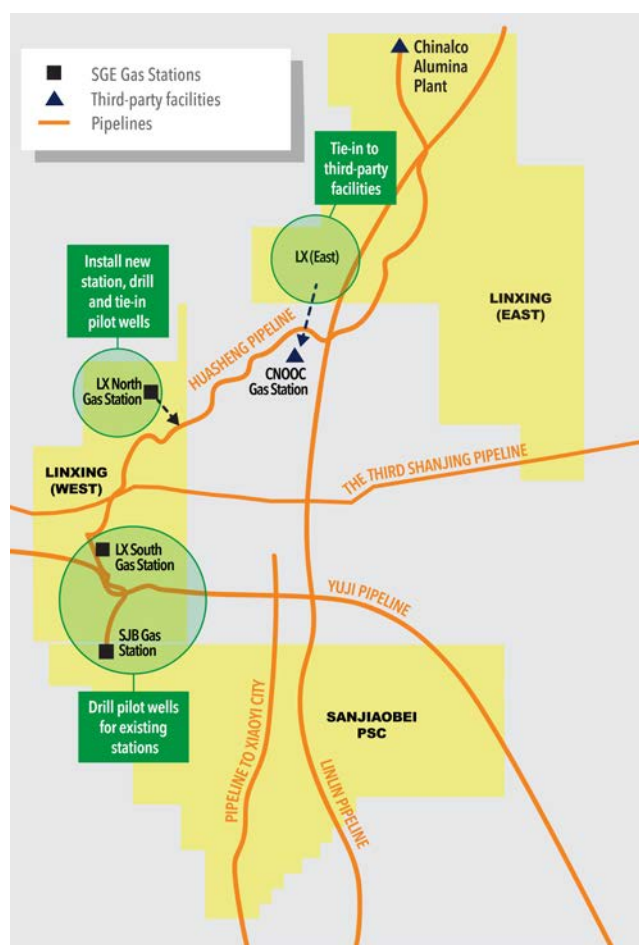 SGE Gas Stations
Third-party facilities
Pipelines
Chinalco
Alumina
Plant
Tie-in to
third-party
facilities
LX (East)
Install new
station, drill
and tie-in
pilot wells
LINXING
(EAST)
HUASHENG PIPELINE
CNOOC
Gas Station
LX North
Gas Station
THE THIRD SHANJING PIPELINE
LINXING
(WEST)
LX South
Gas Station
YUJI PIPELINE
SJB Gas
Station
Drill pilot wells
for existing
stations
SANJIAOBEI
PSC
PIPELINE TO XIAOYI CITY
LINLIN PIPELINE